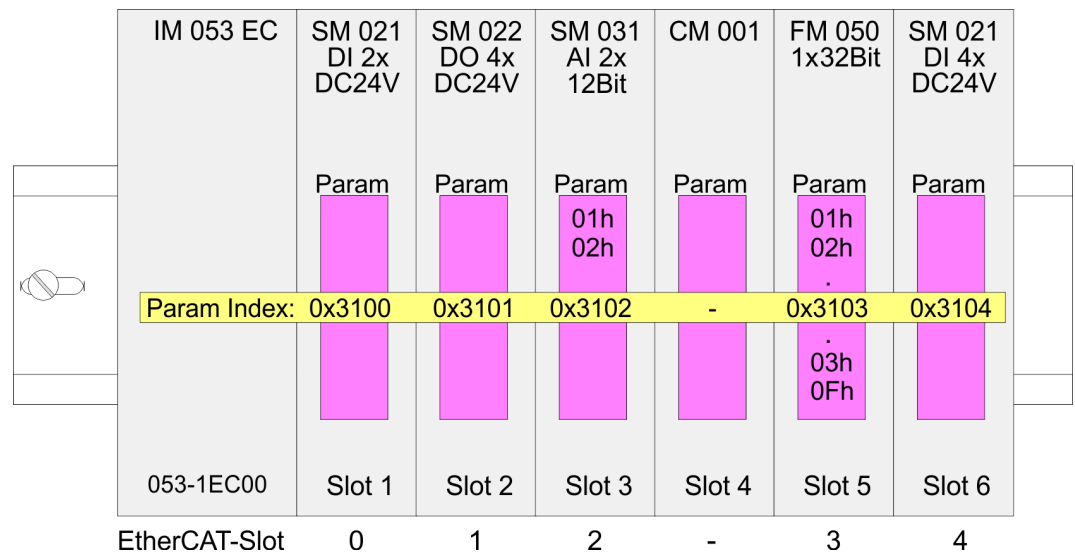 IM 053 EC
SM 021
DI 2x
DC24V
SM 022
DO 4x
DC24V
SM 031
AI 2x
12Bit
CM 001
FM 050
1x32Bit
SM 021
DI 4x
DC24V
Param Param Param Param Param Param
01h 01h
02h 02h
.
Param Index: 0x3100 0x3101 0x3102 - 0x3103 0x3104
.
03h
0Fh
053-1EC00 Slot 1 Slot 2 Slot 3 Slot 4 Slot 5 Slot 6
EtherCAT-Slot 0 1 2 - 3 4